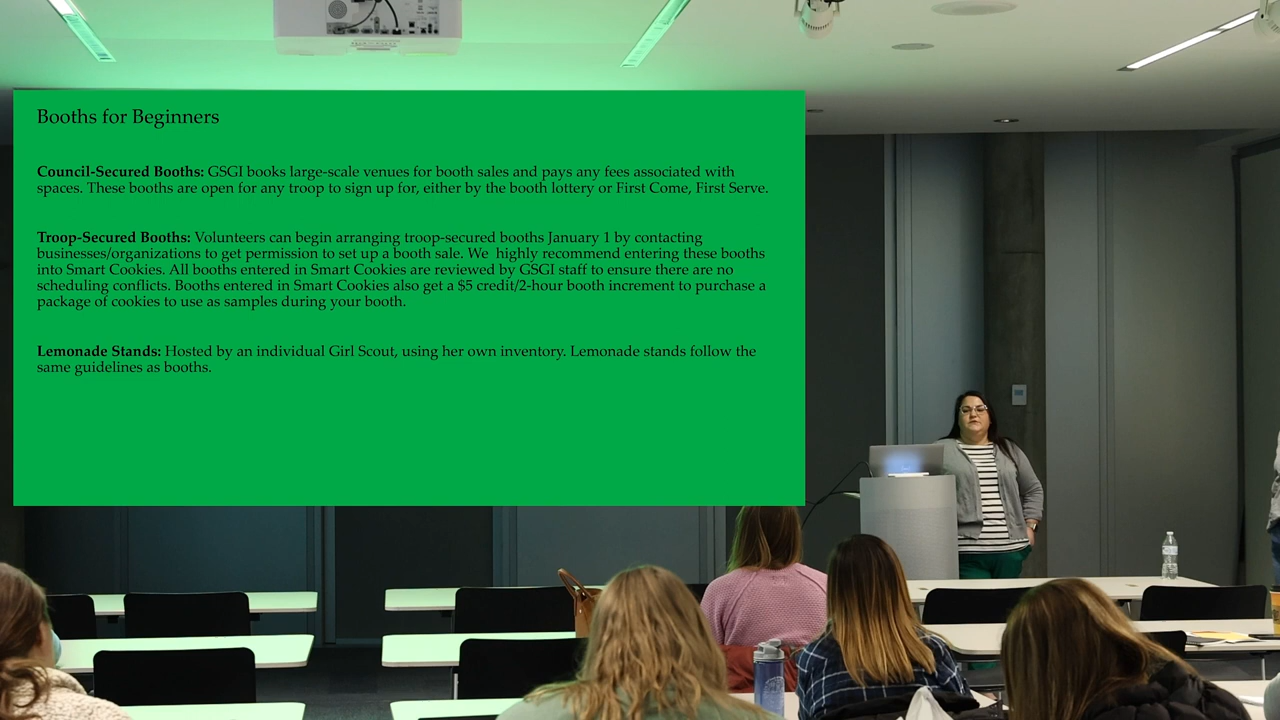 Booths for Beginners
Council-Secured Booths: GSGI books large-scale venues for booth sales and pays any fees associated with
spaces. These booths are open for any troop to sign up for, either by the booth lottery or First Come, First Serve.
Troop-Secured Booths: Volunteers can begin arranging troop-secured booths January 1 by contacting
businesses/organizations to get permission to set up a booth sale. We  highly recommend entering these booths
into Smart Cookies. All booths entered in Smart Cookies are reviewed by GSGI staff to ensure there are no
scheduling conflicts. Booths entered in Smart Cookies also get a $5 credit/2-hour booth increment to purchase a
package of cookies to use as samples during your booth.
Lemonade Stands: Hosted by an individual Girl Scout, using her own inventory. Lemonade stands follow the
same guidelines as booths.